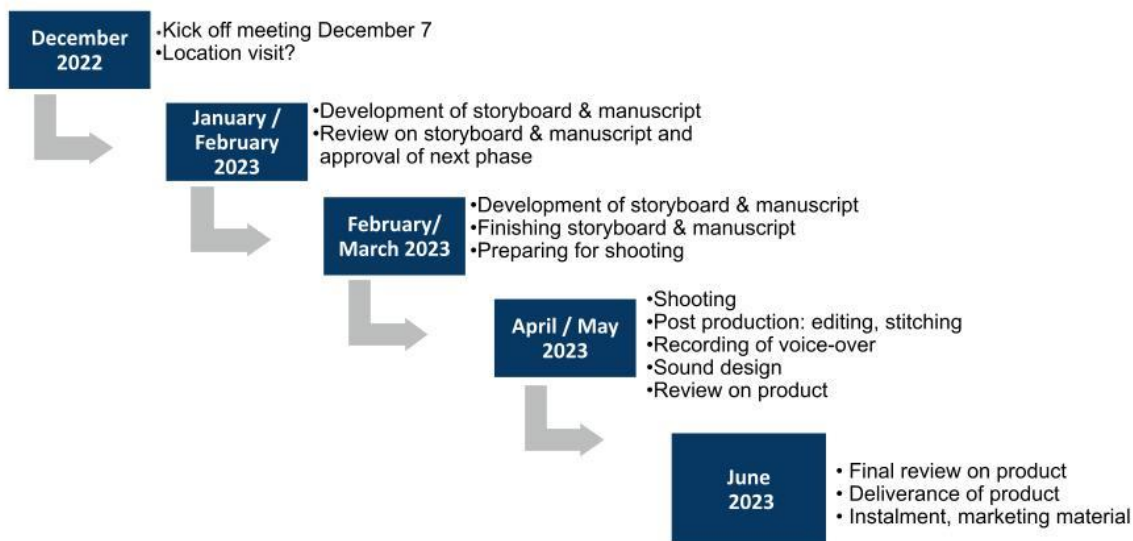 December
2022
•Kick off meeting December 7
•Location visit?
January /
February
2023
•Development of storyboard & manuscript
•Review on storyboard & manuscript and
approval of next phase
February/
March 2023
•Development of storyboard & manuscript
•Finishing storyboard & manuscript
•Preparing for shooting
April / May
2023
•Shooting
•Post production: editing, stitching
•Recording of voice-over
•Sound design
•Review on product
June
2023
• Final review on product
• Deliverance of product
• Instalment, marketing material